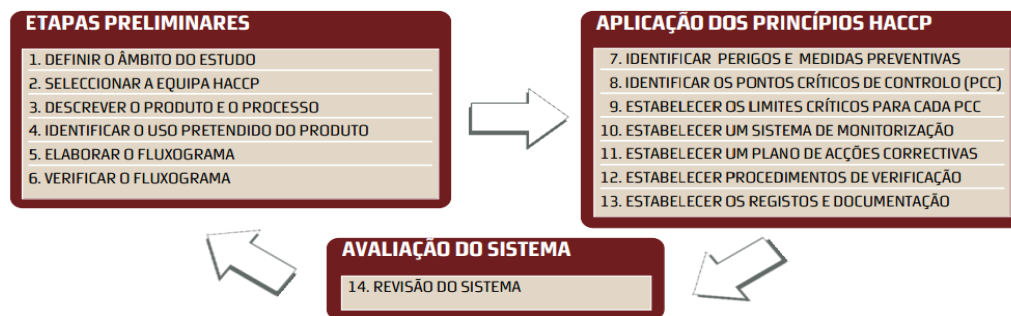 ETAPAS PRELIMINARES
1. DEFINIR O ÂMBITO DO ESTUDO
2. SELECCIONAR A EQUIPA HACCP
3. DESCREVER O PRODUTO E O PROCESSO
4. IDENTIFICAR O USO PRETENDIDO DO PRODUTO
5. ELABORAR O FLUXOGRAMA
6. VERIFICAR O FLUXOGRAMA
APLICAÇÃO DOS PRINCÍPIOS HACCP
7. IDENTIFICAR PERIGOS E MEDIDAS PREVENTIVAS
8. IDENTIFICAR OS PONTOS CRÍTICOS DE CONTROLO (PCC)
9. ESTABELECER OS LIMITES CRÍTICOS PARA CADA PCC
10. ESTABELECER UM SISTEMA DE MONITORIZAÇÃO
11. ESTABELECER UM PLANO DE ACÇÕES CORRECTIVAS
12. ESTABELECER PROCEDIMENTOS DE VERIFICAÇÃO
13. ESTABELECER OS REGISTOS E DOCUMENTAÇÃO
AVALIAÇÃO DO SISTEMA
14. REVISÃO DO SISTEMA